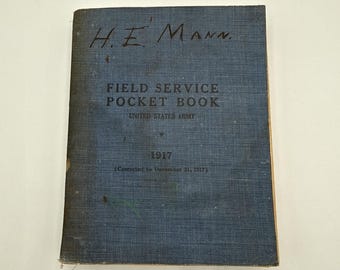 H. E. MANN.
FIELD SERVICE
POCKET BOOK
UNITED STATES ARMY
1917
(Corrected to December 31, 1917)